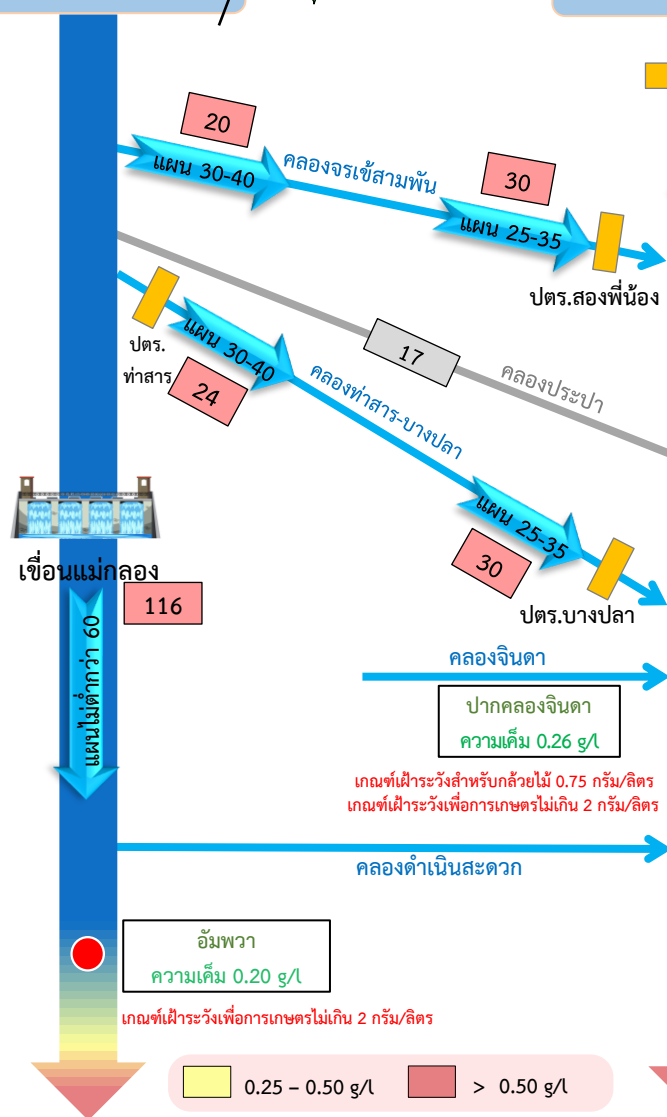 20
แผน 30-40
คลองจรเข้สามพัน
30
แผน 25-35
ปตร.สองพี่น้อง
17
คลองประปา
ปตร.
ท่าสาร
แผน 30-40
24
คลองท่าสาร-บางปลา
แผน 25-35
30
ปตร.บางปลา
เขื่อนแม่กลอง
116
แผนไม่ต่ำกว่า 60
คลองจินดา
ปากคลองจินดา
ความเค็ม 0.26 g/l
เกณฑ์เฝ้าระวังสำหรับกล้วยไม้ 0.75 กรัม/ลิตร
เกณฑ์เฝ้าระวังเพื่อการเกษตรไม่เกิน 2 กรัม/ลิตร
คลองดำเนินสะดวก
อัมพวา
ความเค็ม 0.20 g/l
เกณฑ์เฝ้าระวังเพื่อการเกษตรไม่เกิน 2 กรัม/ลิตร
0.25 – 0.50 g/l
> 0.50 g/l